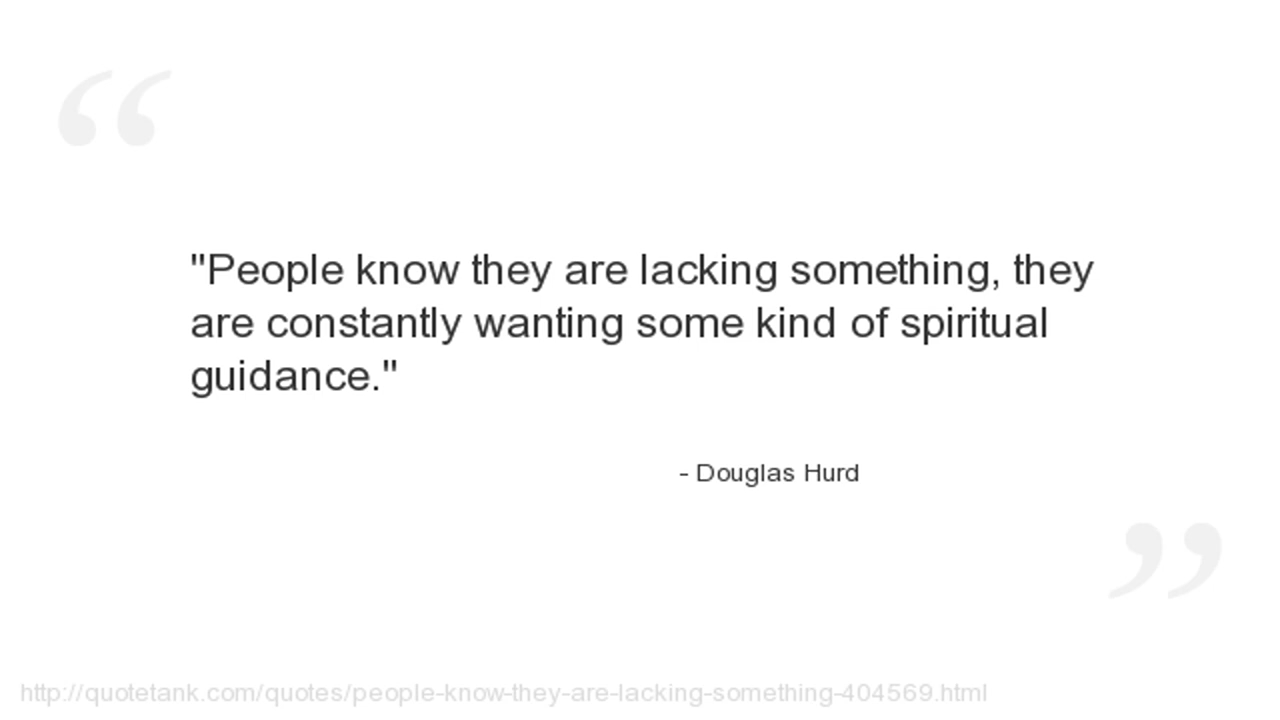 "People know they are lacking something, they
are constantly wanting some kind of spiritual
guidance."
- Douglas Hurd
http://quotetank.com/quotes/people-know-they-are-lacking-something-404569.html